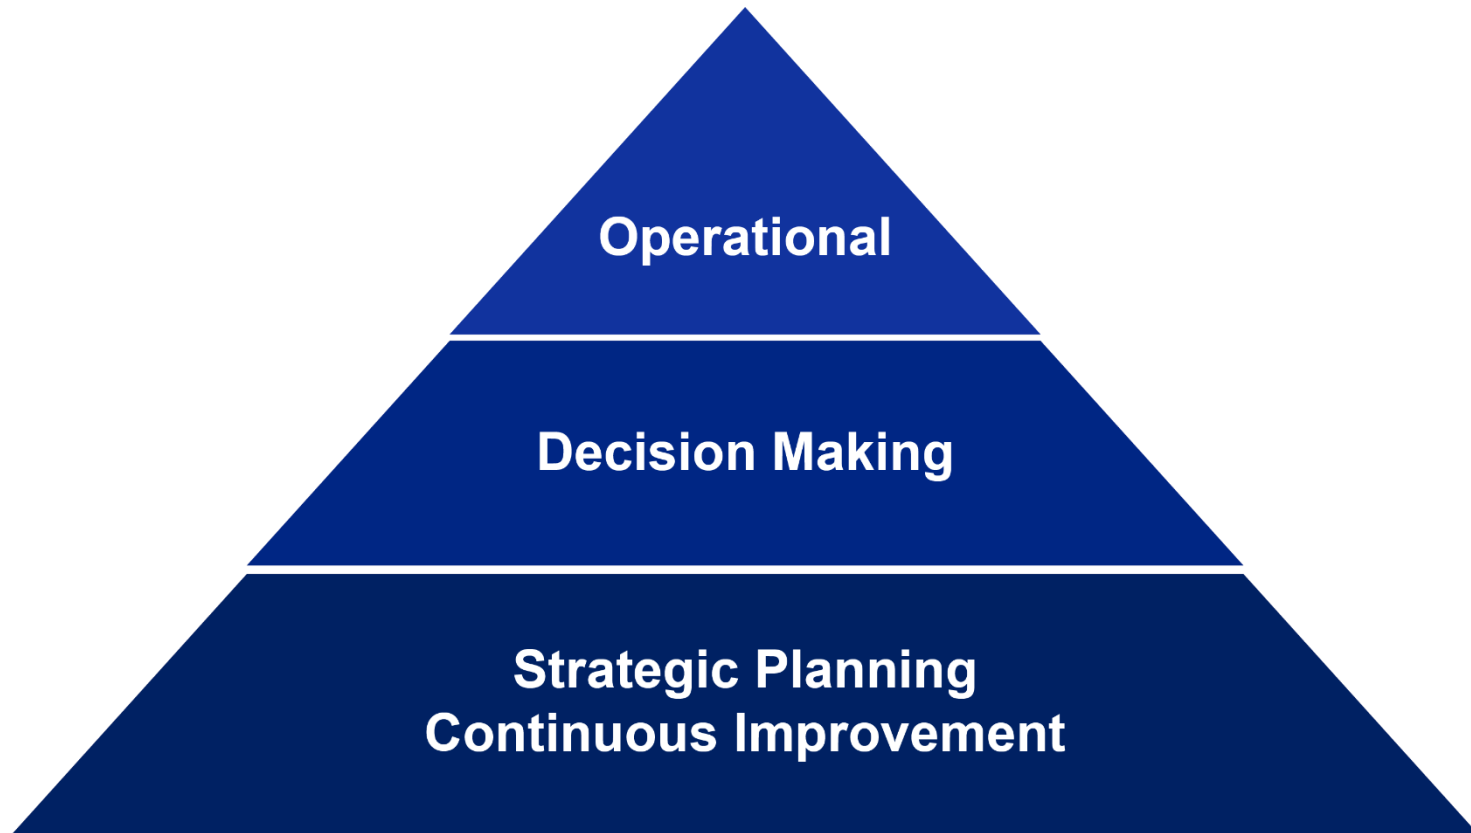 Operational
Decision Making
Strategic Planning
Continuous Improvement